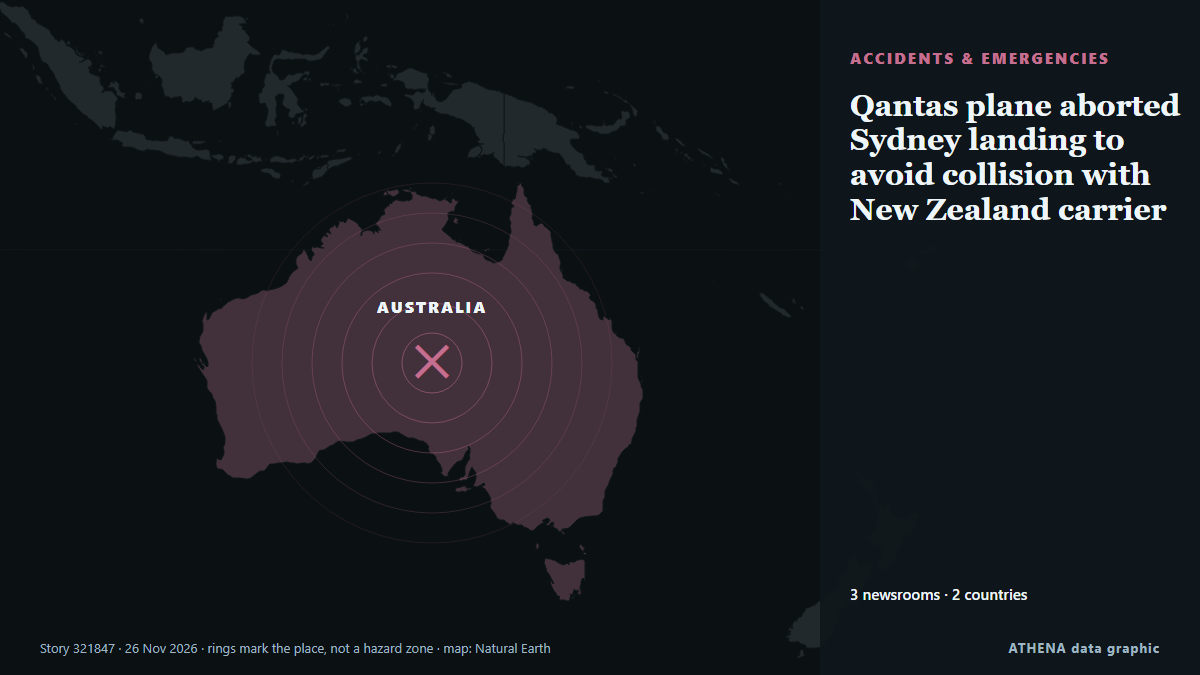 ACCIDENTS & EMERGENCIES
Qantas plane aborted
Sydney landing to
avoid collision with
New Zealand carrier
AUSTRALIA
3 newsrooms · 2 countries
Story 321847 · 26 Nov 2026 · rings mark the place, not a hazard zone · map: Natural Earth
ATHENA data graphic